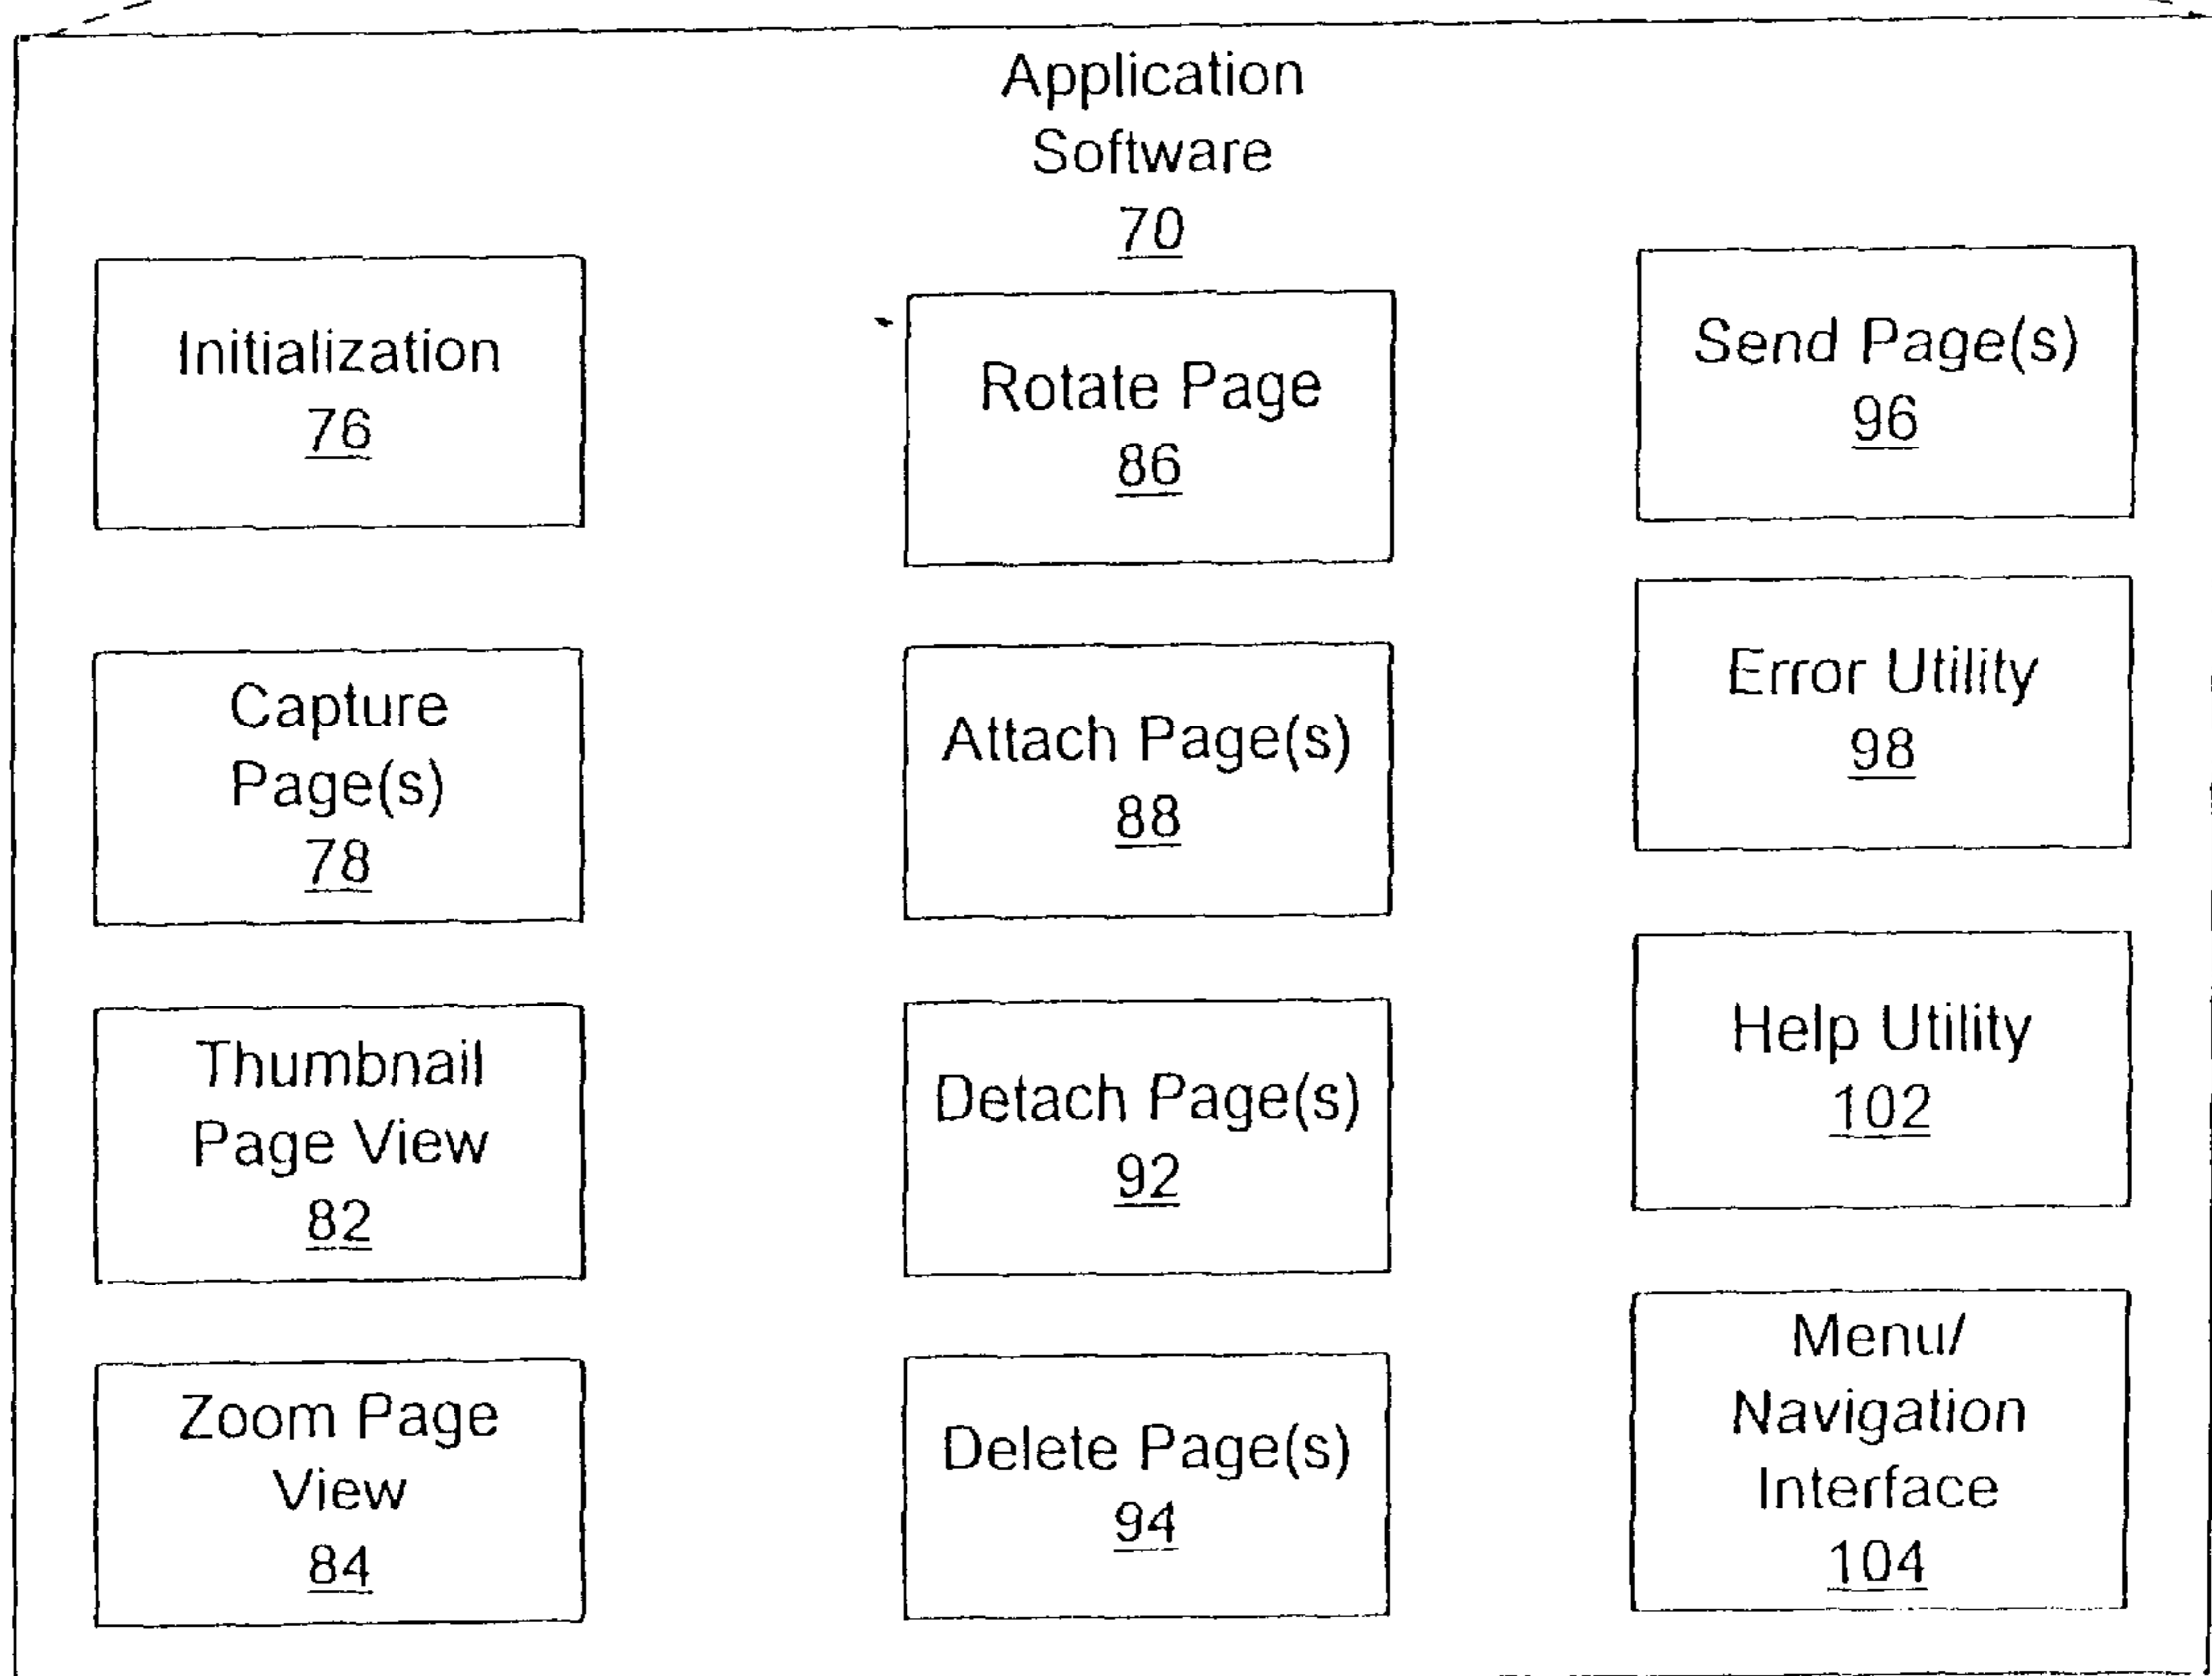 Application
Software
70
Initialization
76
Capture
Page(s)
78
Thumbnail
Page View
82
Zoom Page
View
84
Rotate Page
86
Attach Page(s)
88
Detach Page(s)
92
Delete Page(s)
94
Send Page(s)
96
Error Utility
98
Help Utility
102
Menu/
Navigation
Interface
104